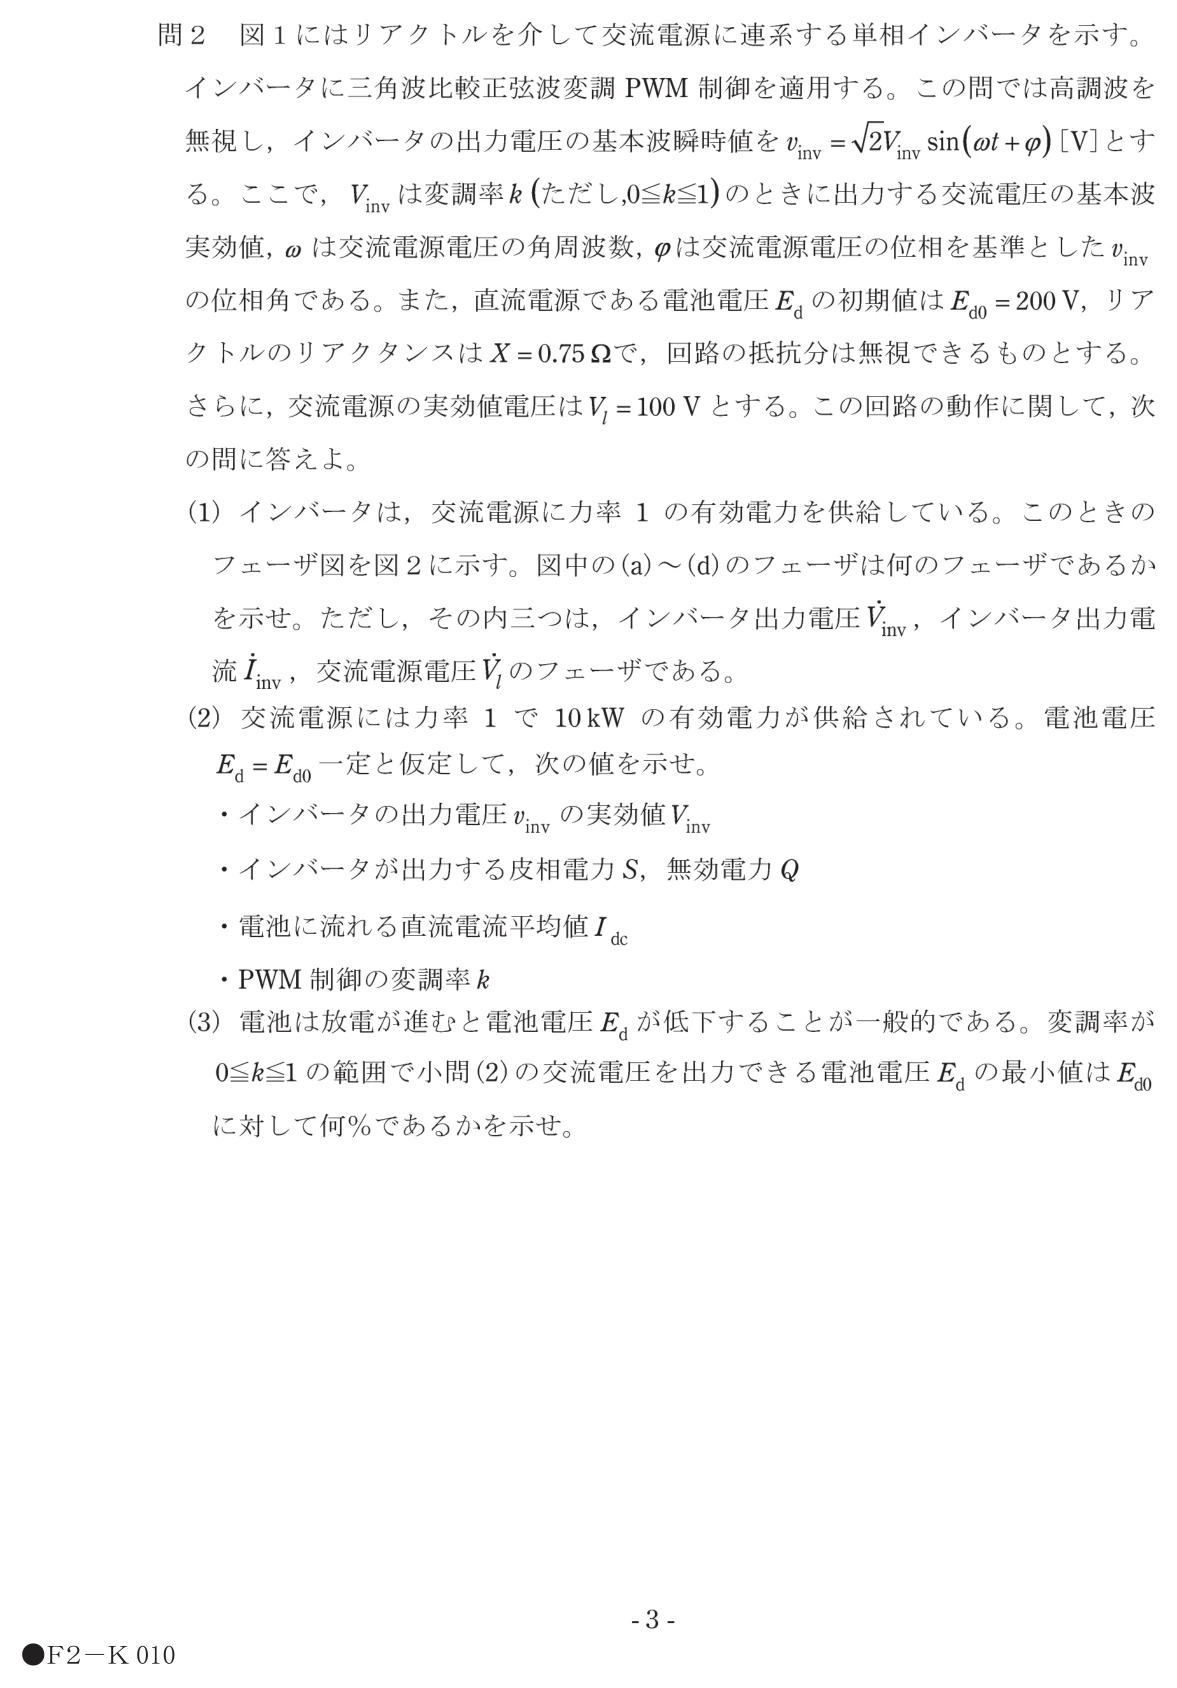 問２　図１にはリアクトルを介して交流電源に連系する単相インバータを示す。
インバータに三角波比較正弦波変調 PWM 制御を適用する。この問では高調波を
無視し，インバータの出力電圧の基本波瞬時値を v_inv = √2V_inv sin(ωt + φ) [V] とす
る。ここで， V_inv は変調率 k (ただし,0≦k≦1) のときに出力する交流電圧の基本波
実効値, ω は交流電源電圧の角周波数, φ は交流電源電圧の位相を基準とした v_inv
の位相角である。また，直流電源である電池電圧 E_d の初期値は E_d0 = 200 V，リア
クトルのリアクタンスは X = 0.75 Ω で，回路の抵抗分は無視できるものとする。
さらに，交流電源の実効値電圧は V_l = 100 V とする。この回路の動作に関して，次
の問に答えよ。
(1) インバータは，交流電源に力率 1 の有効電力を供給している。このときの
フェーザ図を図２に示す。図中の(a)～(d)のフェーザは何のフェーザであるか
を示せ。ただし，その内三つは，インバータ出力電圧 V̇_inv，インバータ出力電
流 İ_inv，交流電源電圧 V̇_l のフェーザである。
(2) 交流電源には力率 1 で 10 kW の有効電力が供給されている。電池電圧
E_d = E_d0 一定と仮定して，次の値を示せ。
・インバータの出力電圧 v_inv の実効値 V_inv
・インバータが出力する皮相電力 S，無効電力 Q
・電池に流れる直流電流平均値 I_dc
・PWM 制御の変調率 k
(3) 電池は放電が進むと電池電圧 E_d が低下することが一般的である。変調率が
0≦k≦1 の範囲で小問(2)の交流電圧を出力できる電池電圧 E_d の最小値は E_d0
に対して何％であるかを示せ。
- 3 -
●F2－K 010